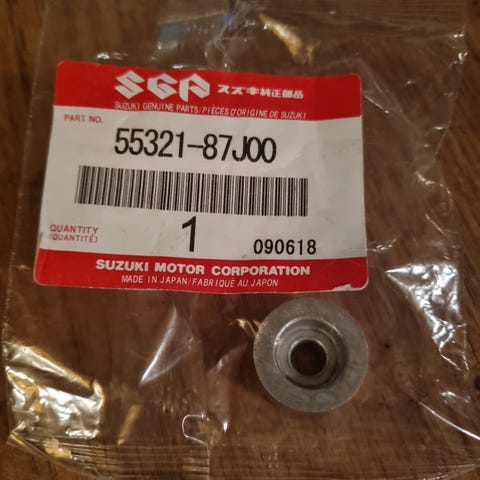 SGP スズキ純正部品
SUZUKI GENUINE PARTS/PIÈCES D'ORIGINE DE SUZUKI
PART NO.
55321-87J00
QUANTITY
(QUANTITÉ)
1
090618
SUZUKI MOTOR CORPORATION
MADE IN JAPAN/FABRIQUÉ AU JAPON